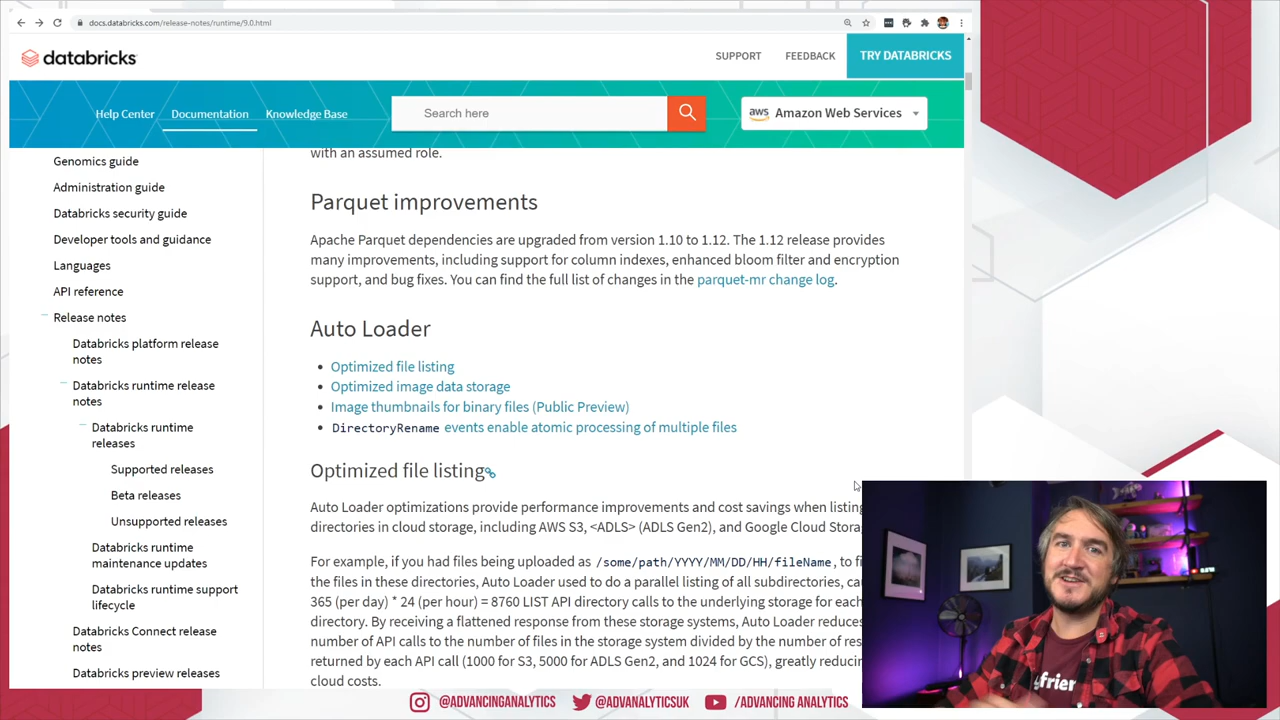 docs.databricks.com/release-notes/runtime/9.0.html
databricks
SUPPORT
FEEDBACK
TRY DATABRICKS
Help Center
Documentation
Knowledge Base
Search here
aws Amazon Web Services
Genomics guide
Administration guide
Databricks security guide
Developer tools and guidance
Languages
API reference
Release notes
Databricks platform release
notes
Databricks runtime release
notes
Databricks runtime
releases
Supported releases
Beta releases
Unsupported releases
Databricks runtime
maintenance updates
Databricks runtime support
lifecycle
Databricks Connect release
notes
Databricks preview releases
with an assumed role.
Parquet improvements
Apache Parquet dependencies are upgraded from version 1.10 to 1.12. The 1.12 release provides
many improvements, including support for column indexes, enhanced bloom filter and encryption
support, and bug fixes. You can find the full list of changes in the parquet-mr change log.
Auto Loader
• Optimized file listing
• Optimized image data storage
• Image thumbnails for binary files (Public Preview)
• DirectoryRename events enable atomic processing of multiple files
Optimized file listing
Auto Loader optimizations provide performance improvements and cost savings when listing
directories in cloud storage, including AWS S3, <ADLS> (ADLS Gen2), and Google Cloud Stora
For example, if you had files being uploaded as /some/path/YYYY/MM/DD/HH/fileName, to fi
the files in these directories, Auto Loader used to do a parallel listing of all subdirectories, ca
365 (per day) * 24 (per hour) = 8760 LIST API directory calls to the underlying storage for each
directory. By receiving a flattened response from these storage systems, Auto Loader reduces
number of API calls to the number of files in the storage system divided by the number of res
returned by each API call (1000 for S3, 5000 for ADLS Gen2, and 1024 for GCS), greatly reducin
cloud costs.
frier
@ADVANCINGANALYTICS
@ADVANALYTICSUK
/ADVANCING ANALYTICS